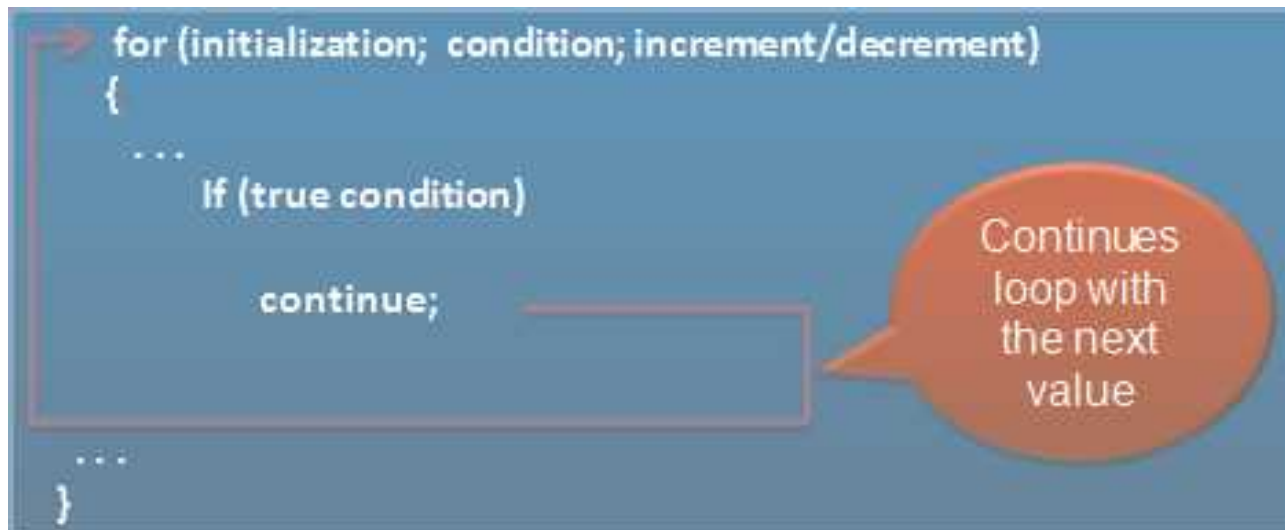 for (initialization; condition; increment/decrement)
{
...
If (true condition)
continue;
Continues
loop with
the next
value
...
}